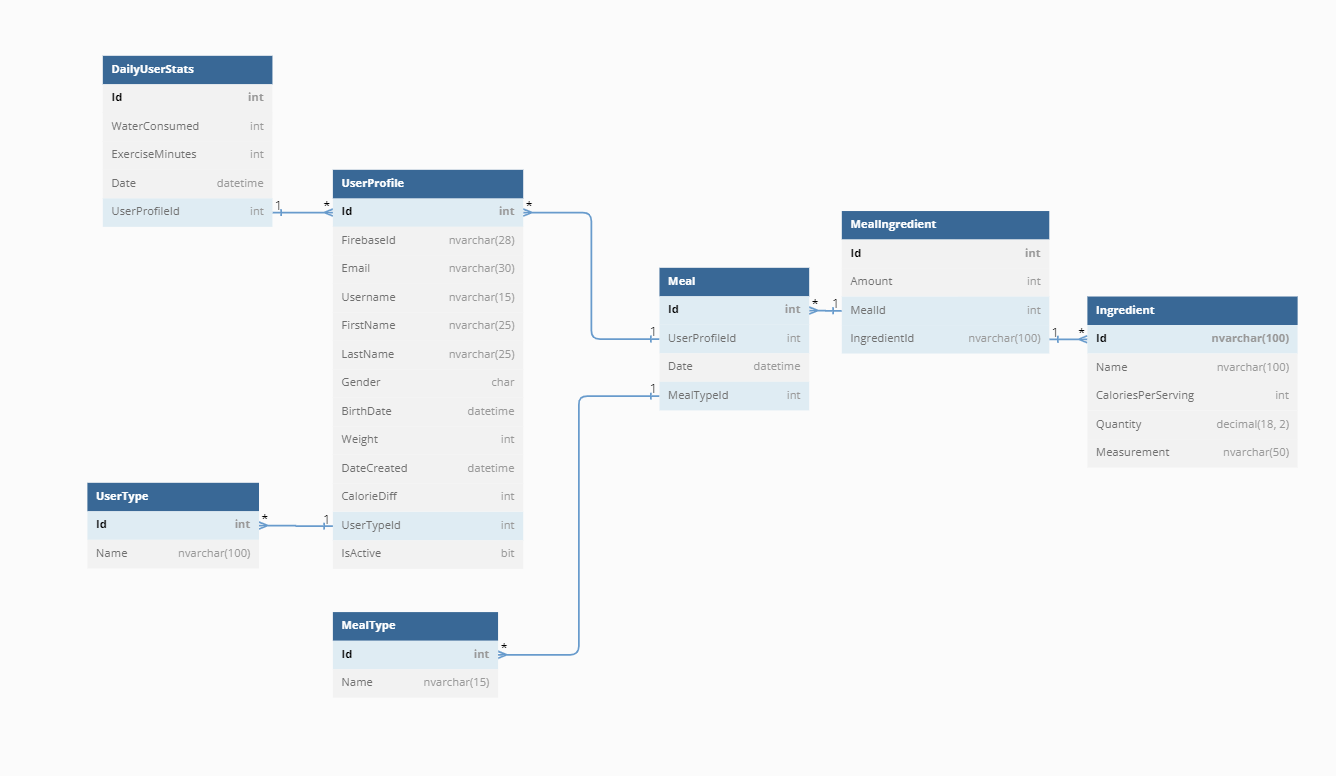 DailyUserStats
Id int
WaterConsumed int
ExerciseMinutes int
Date datetime
UserProfileId int
1 *
UserProfile
Id int
*
FirebaseId nvarchar(28)
Email nvarchar(30)
Username nvarchar(15)
FirstName nvarchar(25)
LastName nvarchar(25)
Gender char
BirthDate datetime
Weight int
DateCreated datetime
CalorieDiff int
UserTypeId int
IsActive bit
UserType
Id int
* 1
Name nvarchar(100)
MealType
Id int
*
Name nvarchar(15)
Meal
Id int
* 1
1
UserProfileId int
Date datetime
1
MealTypeId int
MealIngredient
Id int
Amount int
MealId int
IngredientId nvarchar(100)
1 *
Ingredient
Id nvarchar(100)
Name nvarchar(100)
CaloriesPerServing int
Quantity decimal(18, 2)
Measurement nvarchar(50)